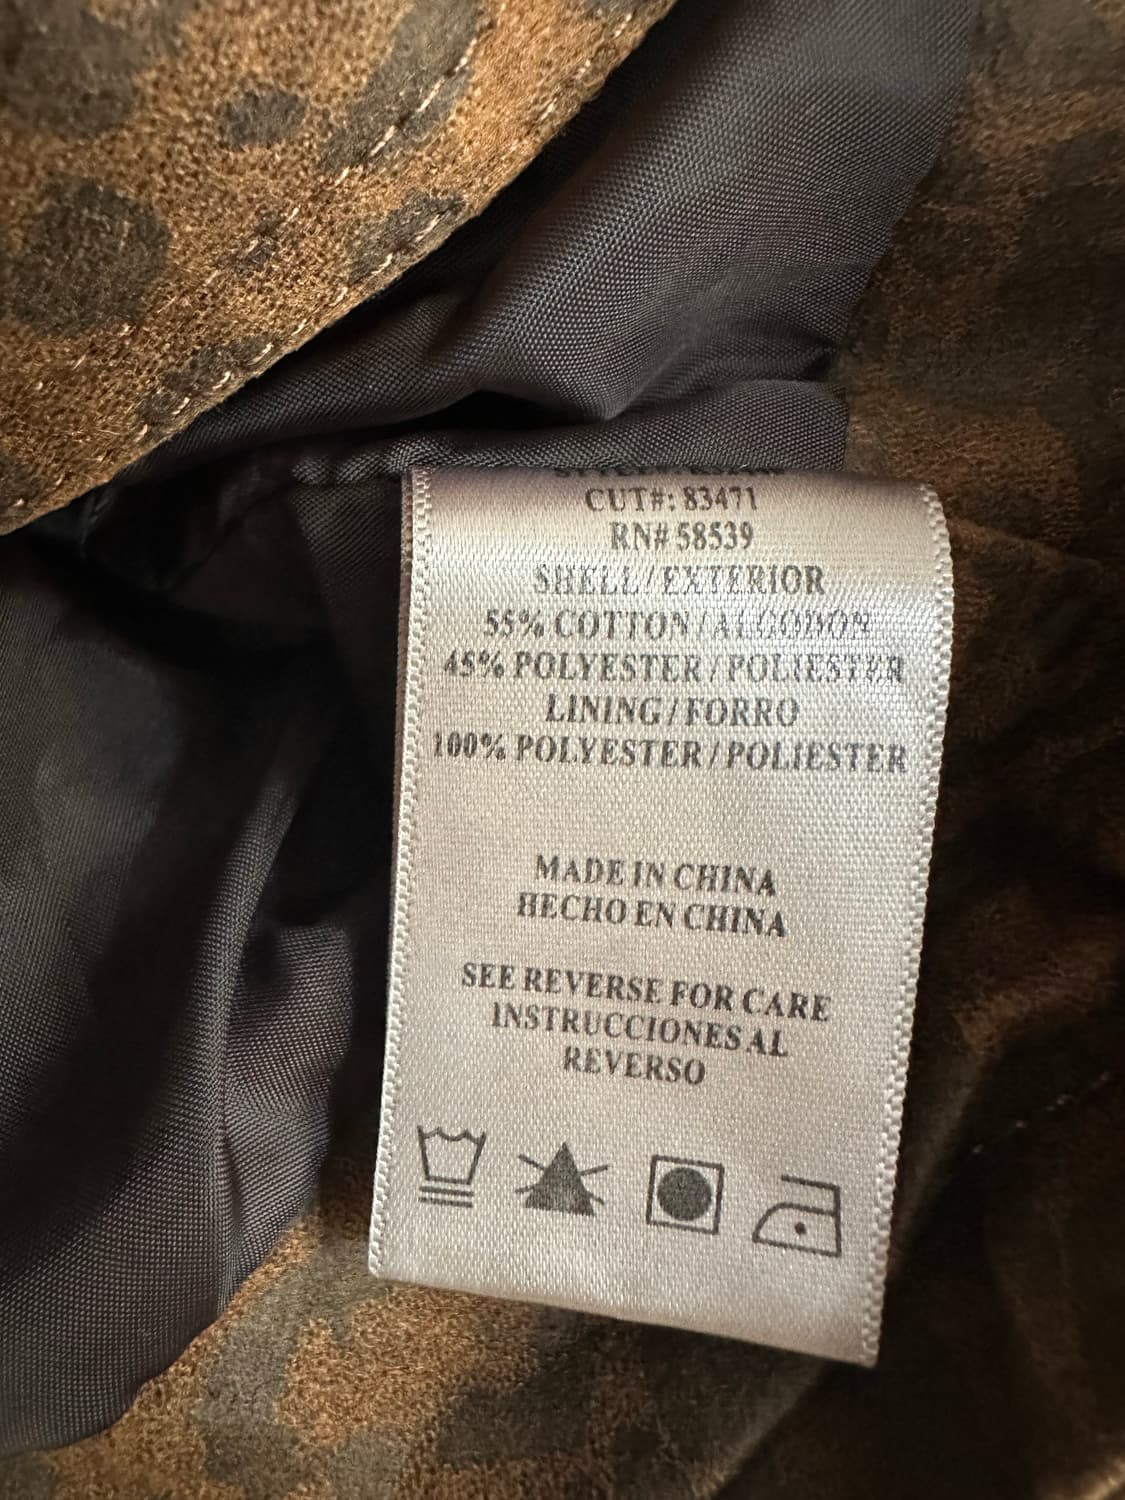 CUT#: 83471
RN# 58539
SHELL/EXTERIOR
55% COTTON/ALGODON
45% POLYESTER/POLIESTER
LINING/FORRO
100% POLYESTER/POLIESTER
MADE IN CHINA
HECHO EN CHINA
SEE REVERSE FOR CARE
INSTRUCCIONES AL
REVERSO